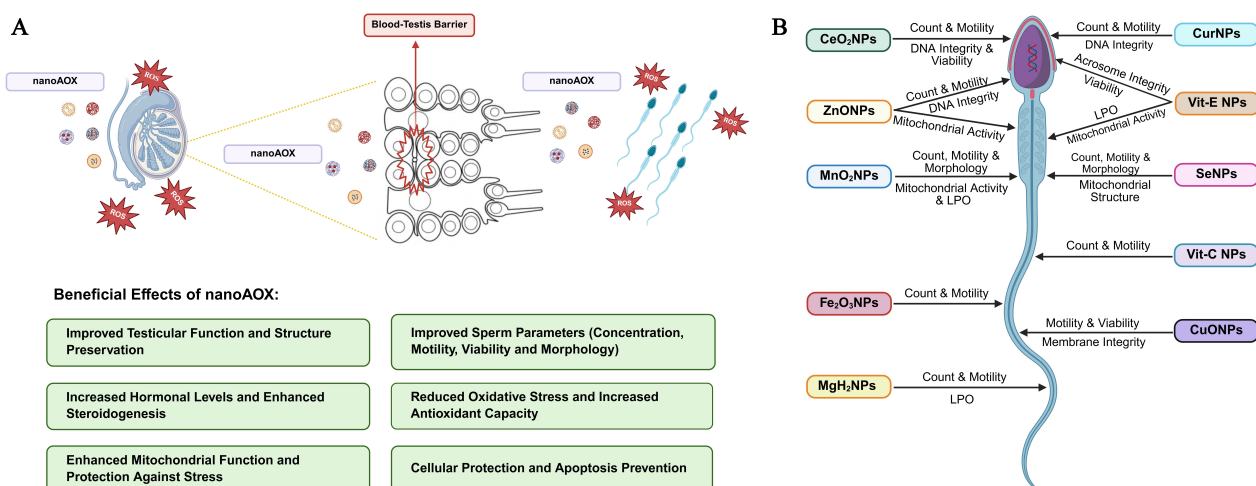 A
Blood-Testis Barrier
nanoAOX
ROS
ROS
ROS
nanoAOX
nanoAOX
ROS
ROS
ROS
Beneficial Effects of nanoAOX:
Improved Testicular Function and Structure
Preservation
Improved Sperm Parameters (Concentration,
Motility, Viability and Morphology)
Increased Hormonal Levels and Enhanced
Steroidogenesis
Reduced Oxidative Stress and Increased
Antioxidant Capacity
Enhanced Mitochondrial Function and
Protection Against Stress
Cellular Protection and Apoptosis Prevention
B
CeO₂NPs
Count & Motility
DNA Integrity &
Viability
ZnONPs
Count & Motility
DNA Integrity
Mitochondrial Activity
MnO₂NPs
Count, Motility &
Morphology
Mitochondrial Activity
& LPO
Fe₂O₃NPs
Count & Motility
MgH₂NPs
Count & Motility
LPO
Count & Motility
DNA Integrity
CurNPs
Acrosome Integrity
Viability
LPO
Mitochondrial Activity
Vit-E NPs
Count, Motility &
Morphology
Mitochondrial
Structure
SeNPs
Count & Motility
Vit-C NPs
Motility & Viability
Membrane Integrity
CuONPs